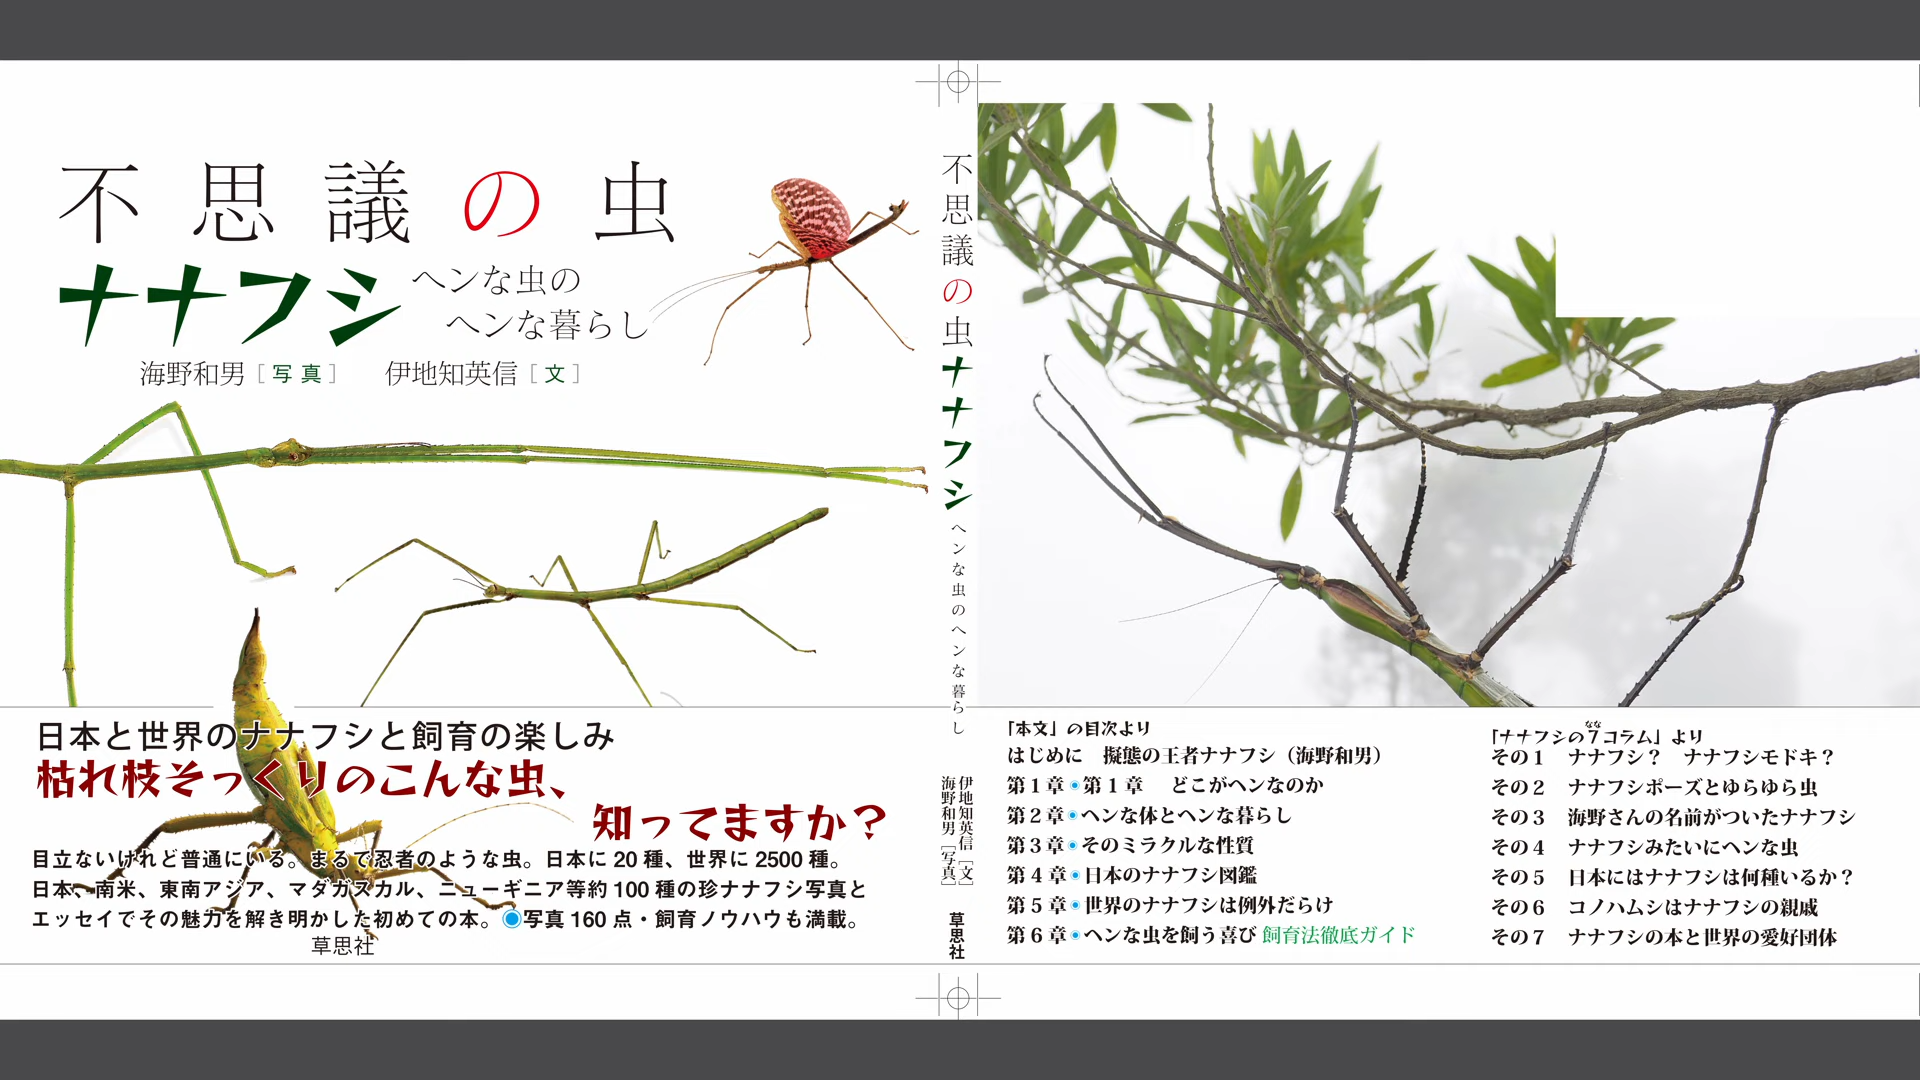 不思議の虫
ナナフシ
ヘンな虫の
ヘンな暮らし
海野和男［写真］ 伊地知英信［文］
日本と世界のナナフシと飼育の楽しみ
枯れ枝そっくりのこんな虫、
知ってますか？
目立ないけれど普通にいる。まるで忍者のような虫。日本に20種、世界に2500種。
日本、南米、東南アジア、マダガスカル、ニューギニア等約100種の珍ナナフシ写真と
エッセイでその魅力を解き明かした初めての本。◉写真160点・飼育ノウハウも満載。
草思社
不思議の虫ナナフシ ヘンな虫のヘンな暮らし
伊地知英信［文］
海野和男［写真］
草思社
「本文」の目次より
はじめに 擬態の王者ナナフシ（海野和男）
第1章●第1章 どこがヘンなのか
第2章●ヘンな体とヘンな暮らし
第3章●そのミラクルな性質
第4章●日本のナナフシ図鑑
第5章●世界のナナフシは例外だらけ
第6章●ヘンな虫を飼う喜び 飼育法徹底ガイド
なな
「ナナフシの7コラム」より
その1 ナナフシ？ ナナフシモドキ？
その2 ナナフシポーズとゆらゆら虫
その3 海野さんの名前がついたナナフシ
その4 ナナフシみたいにヘンな虫
その5 日本にはナナフシは何種いるか？
その6 コノハムシはナナフシの親戚
その7 ナナフシの本と世界の愛好団体